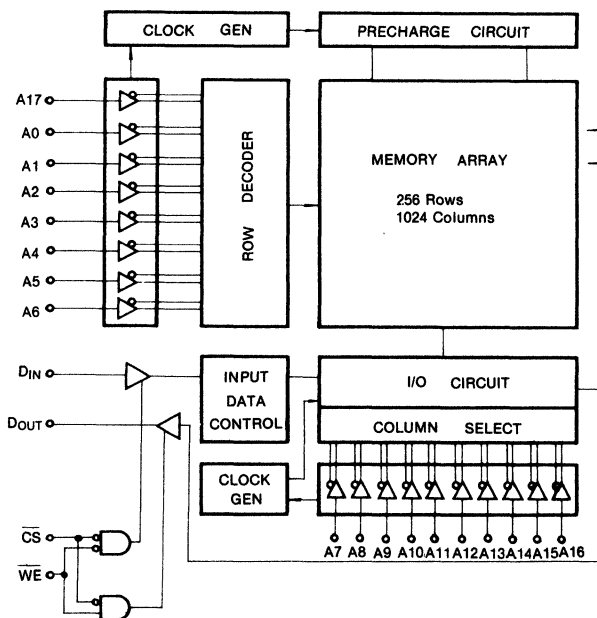 CLOCK GEN
PRECHARGE CIRCUIT
A17
A0
A1
A2
A3
A4
A5
A6
ROW DECODER
MEMORY ARRAY
256 Rows
1024 Columns
DIN
DOUT
INPUT
DATA
CONTROL
I/O CIRCUIT
COLUMN SELECT
CLOCK
GEN
A7 A8 A9 A10 A11 A12 A13 A14 A15 A16
CS
WE